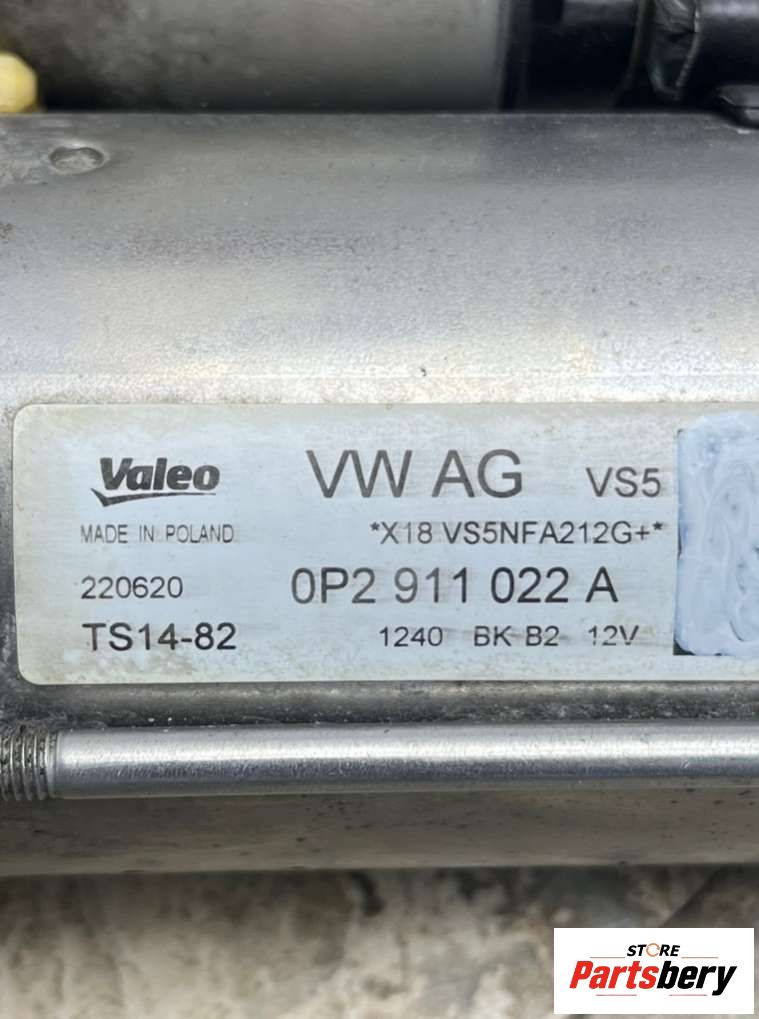 Valeo VW AG VS5
MADE IN POLAND *X18 VS5NFA212G+*
220620 0P2 911 022 A
TS14-82 1240 BK B2 12V
STORE
Partsbery